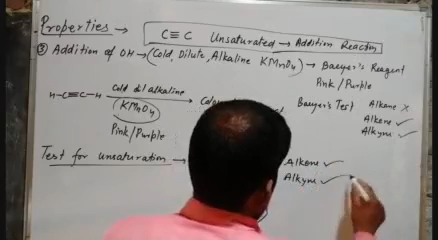 Properties →
C≡C Unsaturated → Addition Reaction
③ Addition of OH → (Cold, Dilute, Alkaline KMnO4) → Baeyer's Reagent
Pink/Purple
H-C≡C-H Cold dil alkaline
(KMnO4)
Pink/Purple
Baeyer's Test Alkane ×
Alkene ✓
Alkyne ✓
Test for unsaturation →
Alkene ✓
Alkyne ✓